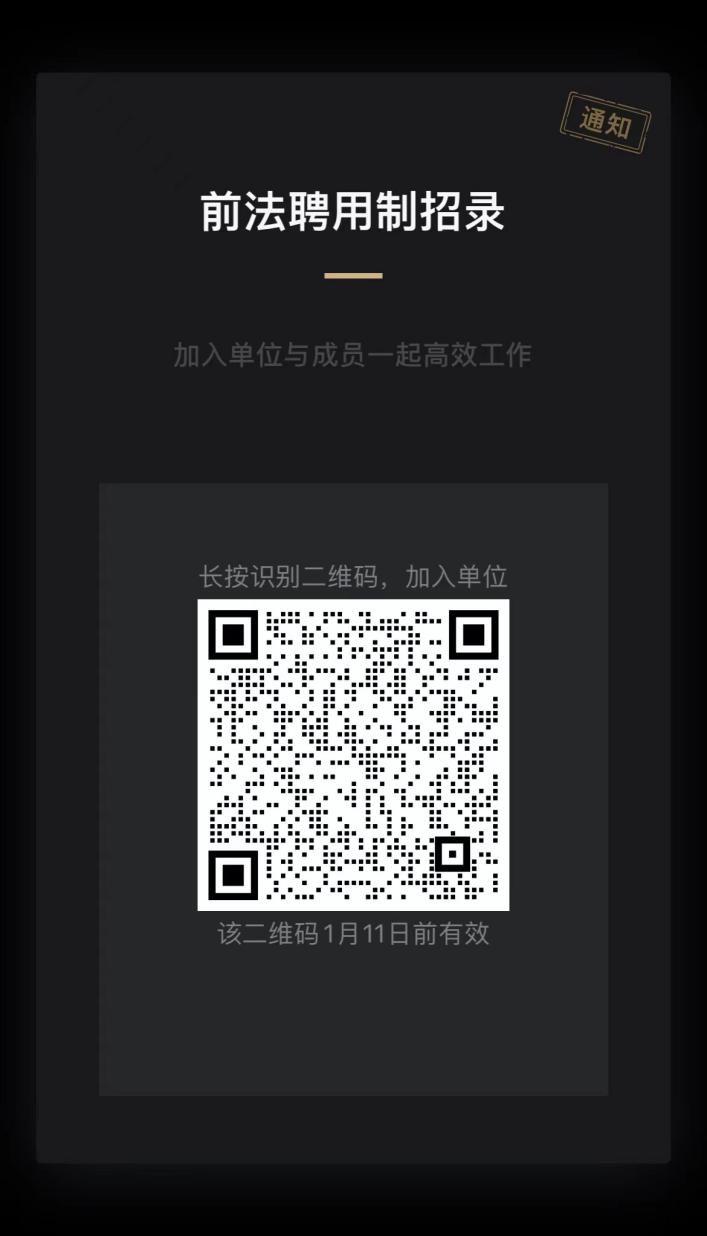 通知
前法聘用制招录
加入单位与成员一起高效工作
长按识别二维码，加入单位
该二维码1月11日前有效